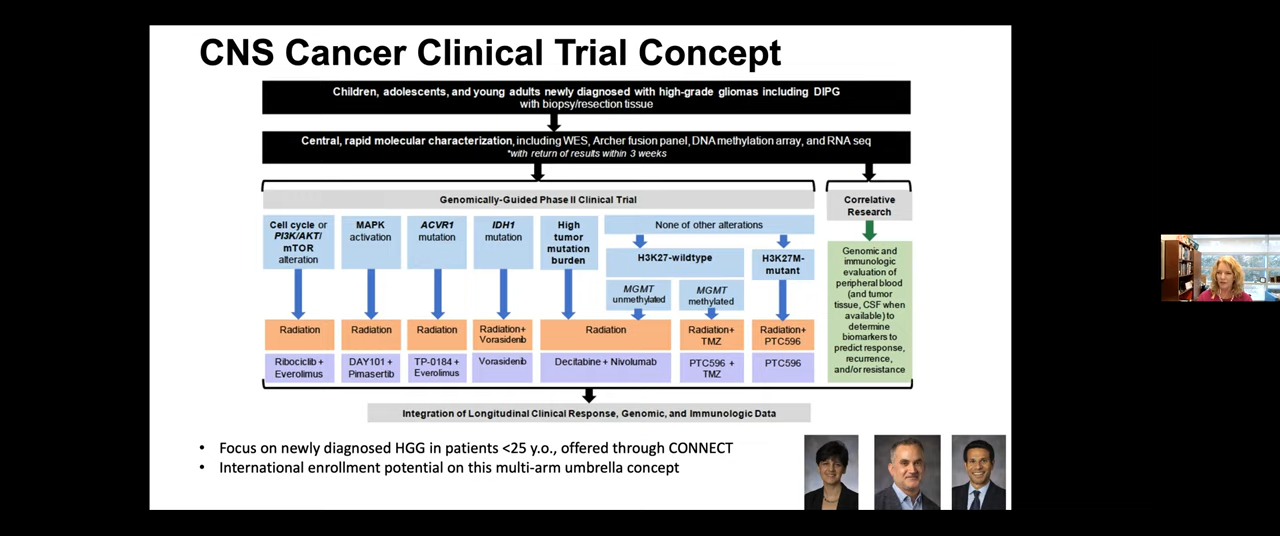 CNS Cancer Clinical Trial Concept
Children, adolescents, and young adults newly diagnosed with high-grade gliomas including DIPG
with biopsy/resection tissue
Central, rapid molecular characterization, including WES, Archer fusion panel, DNA methylation array, and RNA seq
*with return of results within 3 weeks
Genomically-Guided Phase II Clinical Trial
Correlative
Research
Cell cycle or
PI3K/AKT/
mTOR
alteration
MAPK
activation
ACVR1
mutation
IDH1
mutation
High
tumor
mutation
burden
None of other alterations
H3K27-wildtype
H3K27M-
mutant
MGMT
unmethylated
MGMT
methylated
Radiation
Radiation
Radiation
Radiation+
Vorasidenib
Radiation
Radiation+
TMZ
Radiation+
PTC596
Ribociclib +
Everolimus
DAY101 +
Pimasertib
TP-0184 +
Everolimus
Vorasidenib
Decitabine + Nivolumab
PTC596 +
TMZ
PTC596
Genomic and
immunologic
evaluation of
peripheral blood
(and tumor
tissue, CSF when
available) to
determine
biomarkers to
predict response,
recurrence,
and/or resistance
Integration of Longitudinal Clinical Response, Genomic, and Immunologic Data
• Focus on newly diagnosed HGG in patients <25 y.o., offered through CONNECT
• International enrollment potential on this multi-arm umbrella concept